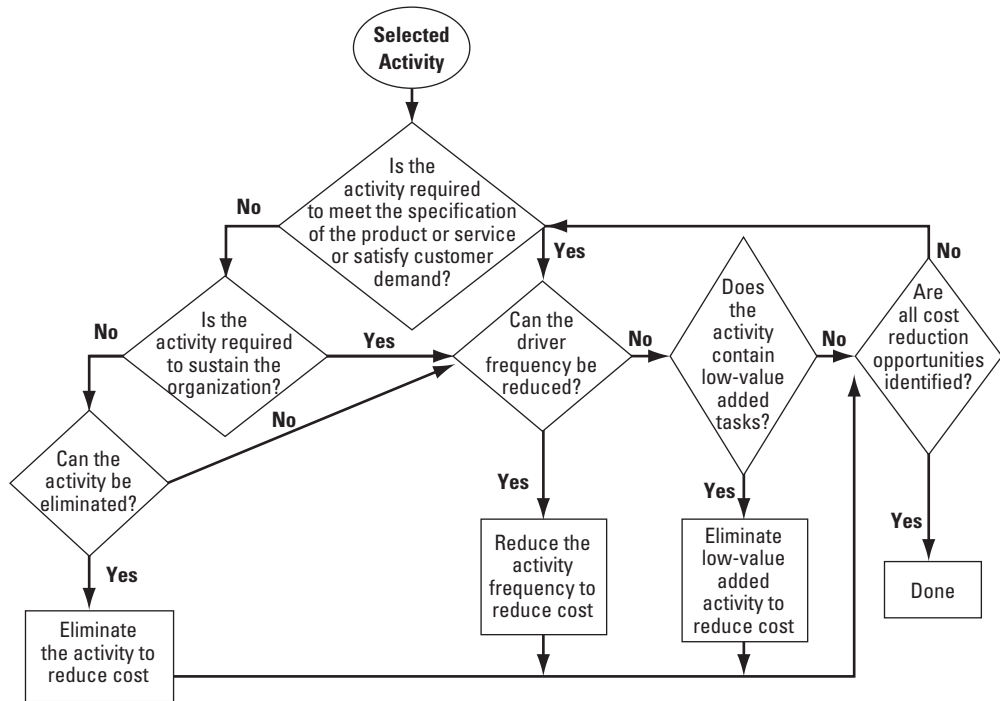 Selected
Activity
Is the
activity required
to meet the specification
of the product or service
or satisfy customer
demand?
No
Yes
No
Is the
activity required
to sustain the
organization?
Yes
No
Can the
activity be
eliminated?
Yes
Eliminate
the activity to
reduce cost
Can the
driver
frequency be
reduced?
No
Yes
Reduce the
activity
frequency to
reduce cost
Does
the
activity
contain
low-value
added
tasks?
No
Yes
Eliminate
low-value
added
activity to
reduce cost
No
Are
all cost
reduction
opportunities
identified?
Yes
Done